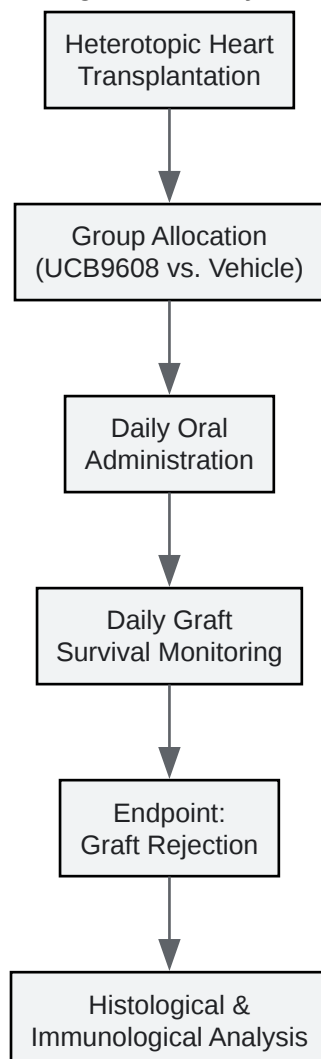 Heterotopic Heart
Transplantation
Group Allocation
(UCB9608 vs. Vehicle)
Daily Oral
Administration
Daily Graft
Survival Monitoring
Endpoint:
Graft Rejection
Histological &
Immunological Analysis